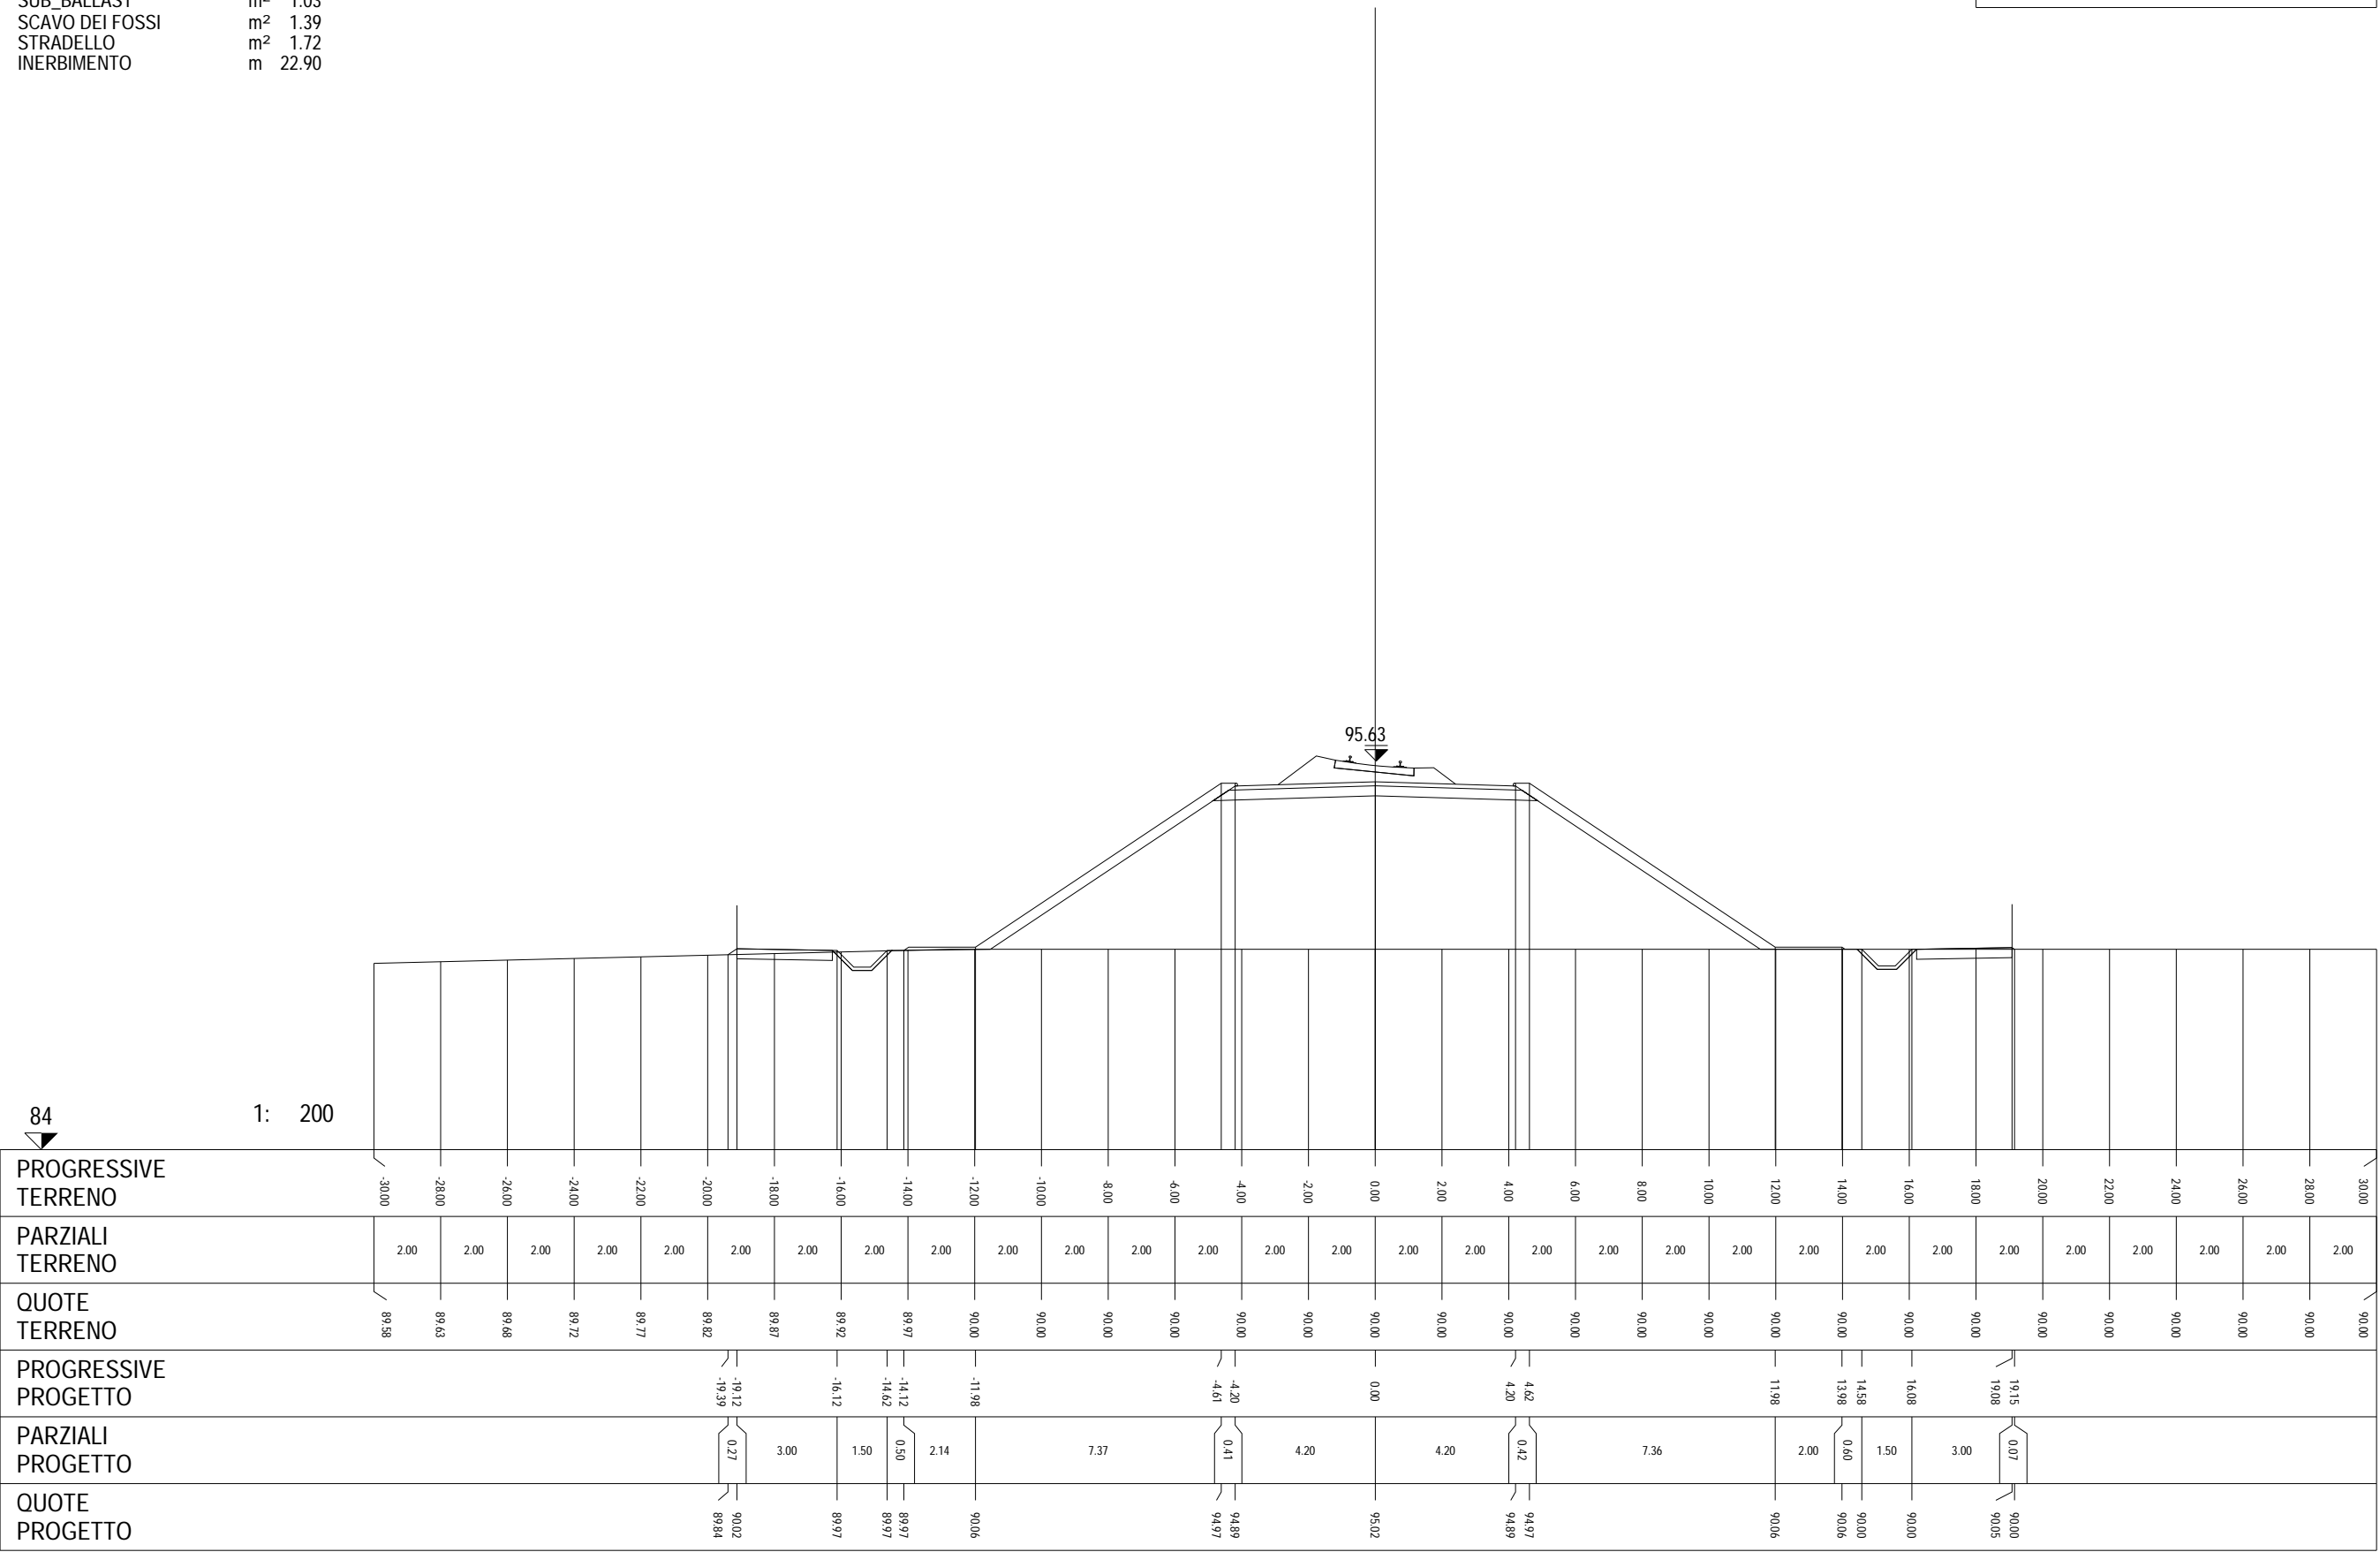 SUB_BALLAST m² 1.03
SCAVO DEI FOSSI m² 1.39
STRADELLO m² 1.72
INERBIMENTO m 22.90
95.63
84 1: 200
PROGRESSIVE TERRENO -30.00 -28.00 -26.00 -24.00 -22.00 -20.00 -18.00 -16.00 -14.00 -12.00 -10.00 -8.00 -6.00 -4.00 -2.00 0.00 2.00 4.00 6.00 8.00 10.00 12.00 14.00 16.00 18.00 20.00 22.00 24.00 26.00 28.00 30.00
PARZIALI TERRENO 2.00 2.00 2.00 2.00 2.00 2.00 2.00 2.00 2.00 2.00 2.00 2.00 2.00 2.00 2.00 2.00 2.00 2.00 2.00 2.00 2.00 2.00 2.00 2.00 2.00 2.00 2.00 2.00 2.00 2.00
QUOTE TERRENO 89.58 89.63 89.68 89.72 89.77 89.82 89.87 89.92 89.97 90.00 90.00 90.00 90.00 90.00 90.00 90.00 90.00 90.00 90.00 90.00 90.00 90.00 90.00 90.00 90.00 90.00 90.00 90.00 90.00 90.00 90.00
PROGRESSIVE PROGETTO -19.39 -19.12 -16.12 -14.62 -14.12 -11.98 -4.61 -4.20 0.00 4.20 4.62 11.98 13.98 14.58 16.08 19.08 19.15
PARZIALI PROGETTO 0.27 3.00 1.50 0.50 2.14 7.37 0.41 4.20 4.20 0.42 7.36 2.00 0.60 1.50 3.00 0.07
QUOTE PROGETTO 89.84 90.02 89.97 89.97 89.97 90.06 94.97 94.89 95.02 94.89 94.97 90.06 90.06 90.00 90.00 90.05 90.00